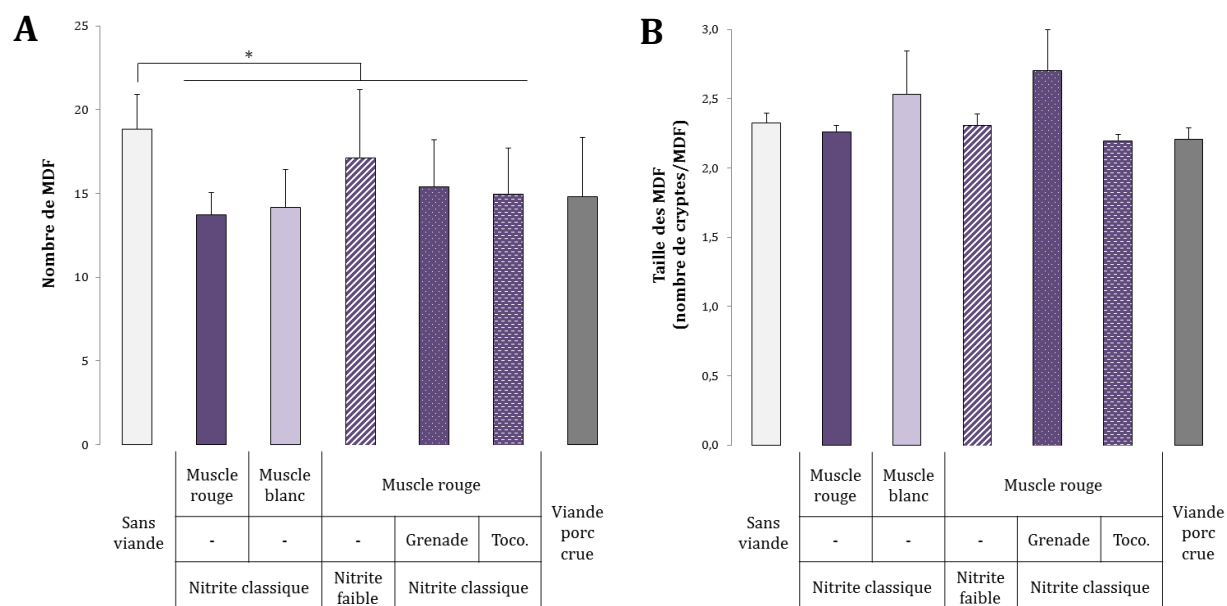 A
*
Nombre de MDF
25
20
15
10
5
0
Sans
viande
Muscle
rouge
Muscle
blanc
Muscle rouge
-
-
-
Grenade
Toco.
Nitrite classique
Nitrite
faible
Nitrite classique
Viande
porc
crue
B
Taille des MDF
(nombre de cryptes/MDF)
3,0
2,5
2,0
1,5
1,0
0,5
0,0
Sans
viande
Muscle
rouge
Muscle
blanc
Muscle rouge
-
-
-
Grenade
Toco.
Nitrite classique
Nitrite
faible
Nitrite classique
Viande
porc
crue